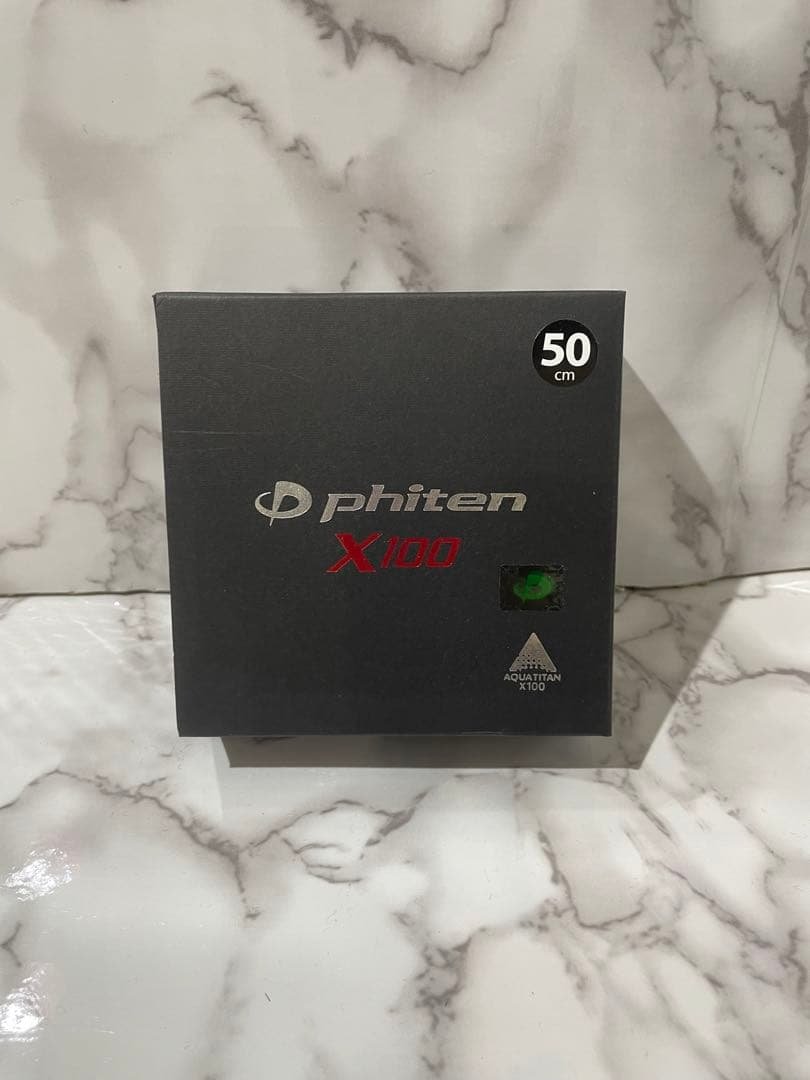 50
cm
phiten
X100
AQUATITAN
X100